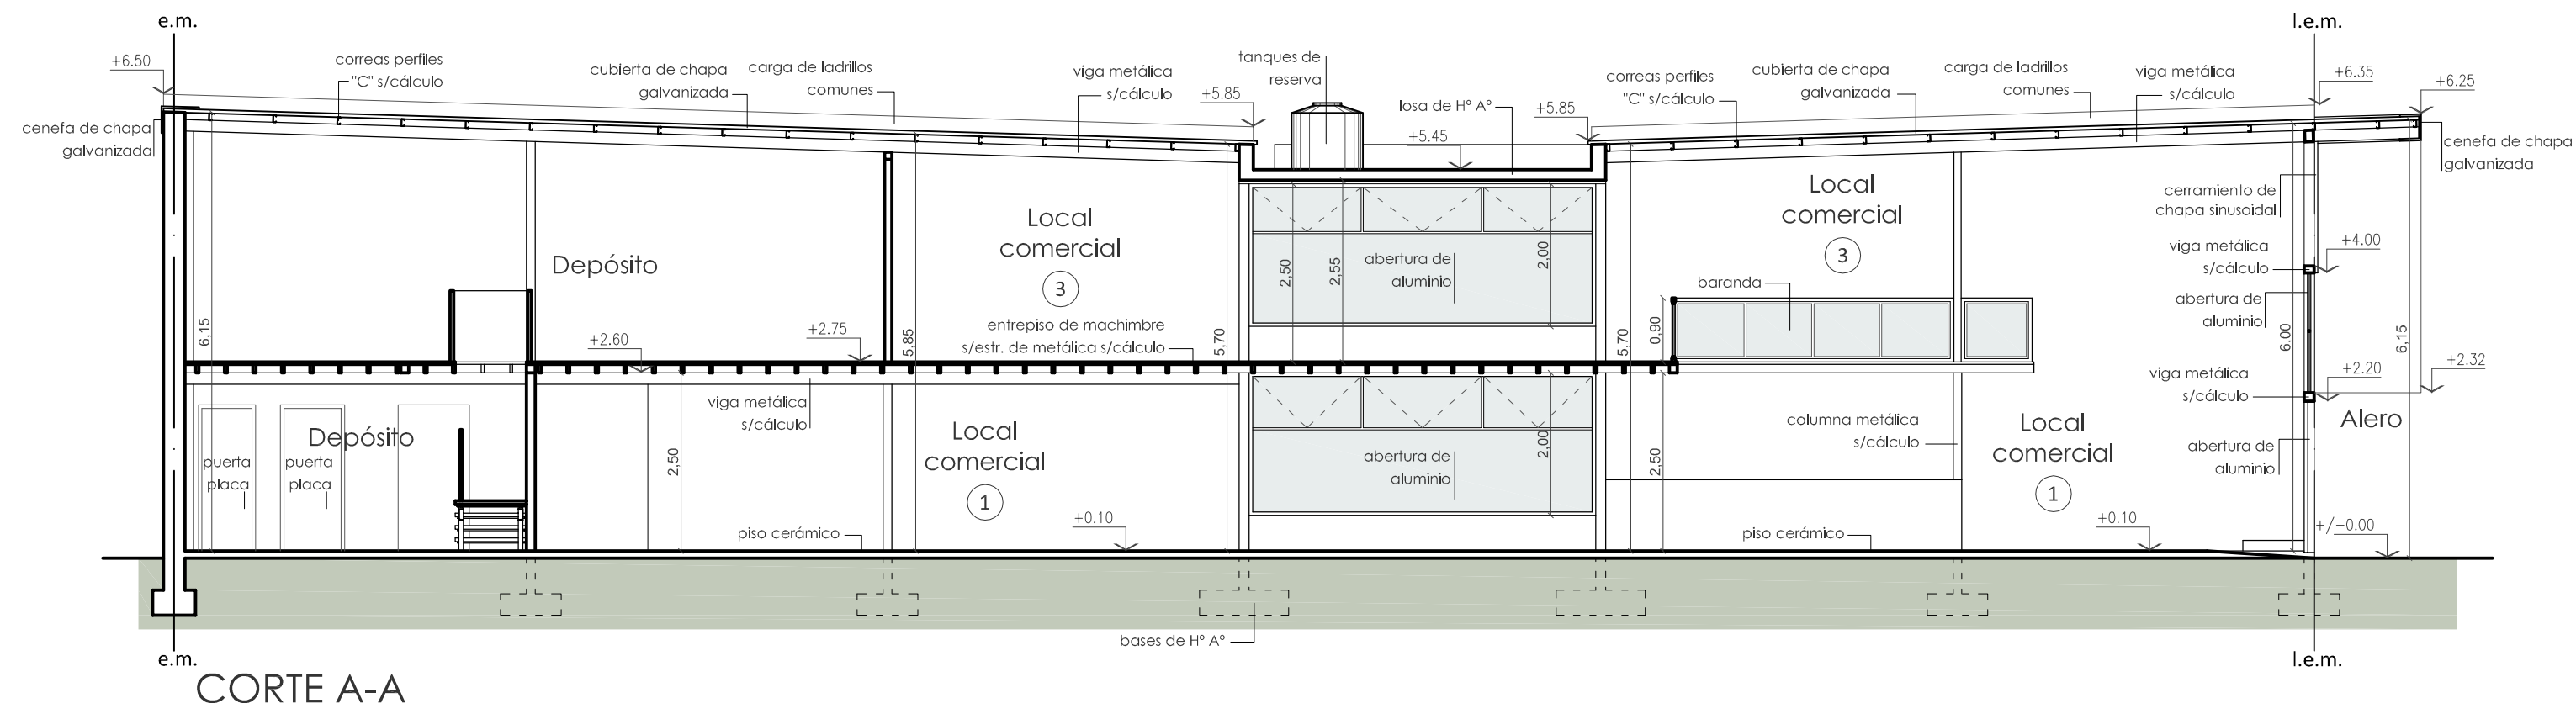 e.m.
l.e.m.
+6.50
correas perfiles
"C" s/cálculo
cubierta de chapa
galvanizada
carga de ladrillos
comunes
viga metálica
s/cálculo
+5.85
tanques de
reserva
losa de Hº Aº
+5.45
+5.85
correas perfiles
"C" s/cálculo
cubierta de chapa
galvanizada
carga de ladrillos
comunes
viga metálica
s/cálculo
+6.35
+6.25
cenefa de chapa
galvanizada
cenefa de chapa
galvanizada
Depósito
Local
comercial
3
entrepiso de machimbre
s/estr. de metálica s/cálculo
+2.60
+2.75
6,15
5,85
5,70
2,50
2,55
2,00
abertura de
aluminio
5,70
0,90
baranda
Local
comercial
3
cerramiento de
chapa sinusoidal
viga metálica
s/cálculo
+4.00
abertura de
aluminio
6,00
6,15
viga metálica
s/cálculo
+2.20
+2.32
Depósito
puerta
placa
puerta
placa
2,50
viga metálica
s/cálculo
Local
comercial
1
piso cerámico
+0.10
abertura de
aluminio
2,00
2,50
columna metálica
s/cálculo
Local
comercial
1
piso cerámico
+0.10
abertura de
aluminio
Alero
+/-0.00
bases de Hº Aº
e.m.
l.e.m.
CORTE A-A